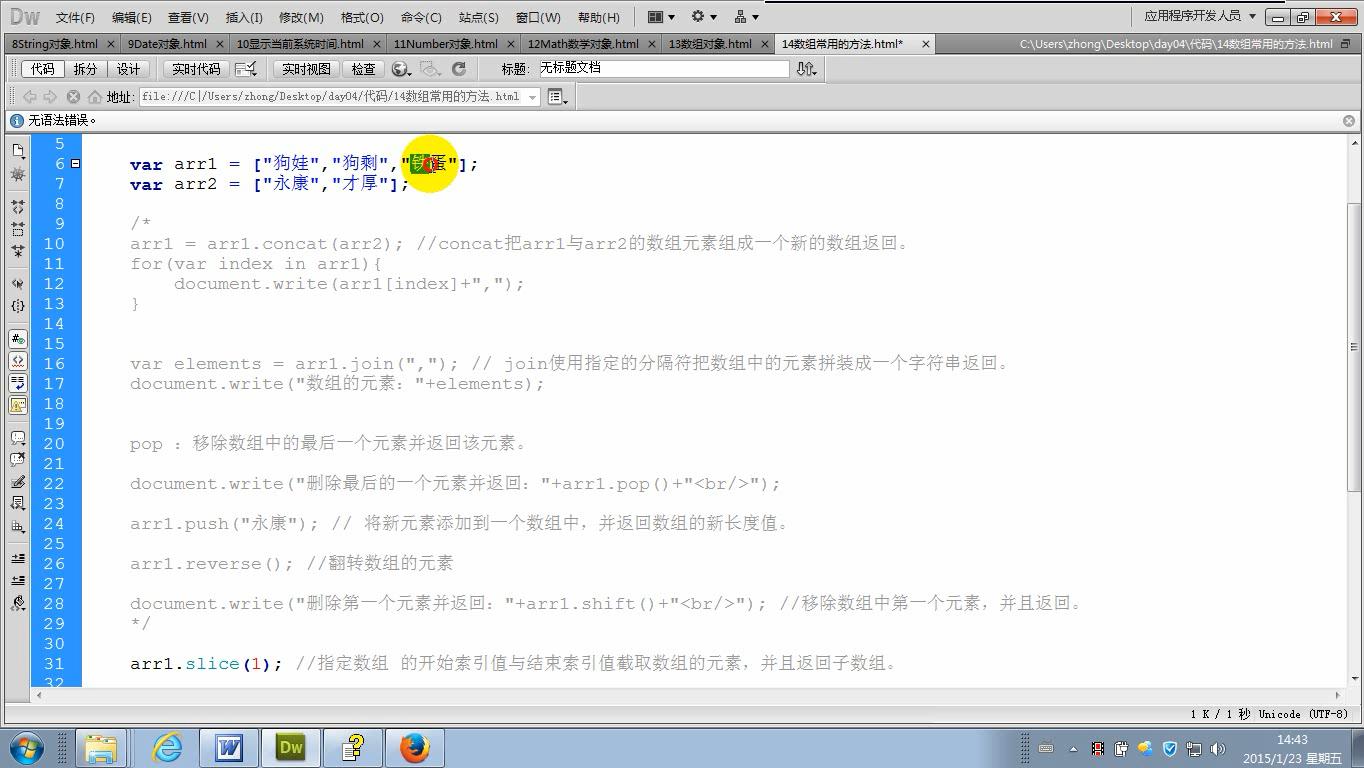 Dw 文件(F) 编辑(E) 查看(V) 插入(I) 修改(M) 格式(O) 命令(C) 站点(S) 窗口(W) 帮助(H) 应用程序开发人员
8String对象.html 9Date对象.html 10显示当前系统时间.html 11Number对象.html 12Math数学对象.html 13数组对象.html 14数组常用的方法.html* C:\Users\zhong\Desktop\day04\代码\14数组常用的方法.html
代码 拆分 设计 实时代码 实时视图 检查 标题: 无标题文档
地址: file:///C|/Users/zhong/Desktop/day04/代码/14数组常用的方法.html
无语法错误。
5
6 var arr1 = ["狗娃","狗剩","铁蛋"];
7 var arr2 = ["永康","才厚"];
8
9 /*
10 arr1 = arr1.concat(arr2); //concat把arr1与arr2的数组元素组成一个新的数组返回。
11 for(var index in arr1){
12 document.write(arr1[index]+",");
13 }
14
15
16 var elements = arr1.join(","); // join使用指定的分隔符把数组中的元素拼装成一个字符串返回。
17 document.write("数组的元素: "+elements);
18
19
20 pop : 移除数组中的最后一个元素并返回该元素。
21
22 document.write("删除最后的一个元素并返回: "+arr1.pop()+"<br/>");
23
24 arr1.push("永康"); // 将新元素添加到一个数组中，并返回数组的新长度值。
25
26 arr1.reverse(); //翻转数组的元素
27
28 document.write("删除第一个元素并返回: "+arr1.shift()+"<br/>"); //移除数组中第一个元素，并且返回。
29 */
30
31 arr1.slice(1); //指定数组 的开始索引值与结束索引值截取数组的元素，并且返回子数组。
32
1 K / 1 秒 Unicode (UTF-8)
Dw
14:43
2015/1/23 星期五